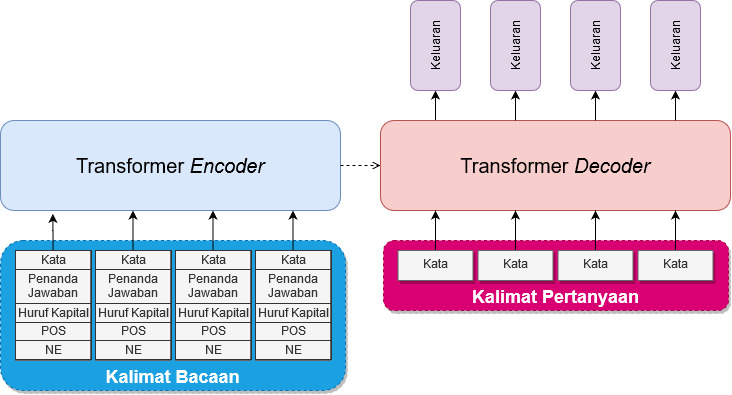 Keluaran
Keluaran
Keluaran
Keluaran
Transformer Encoder
Transformer Decoder
Kata
Penanda
Jawaban
Huruf Kapital
POS
NE
Kata
Penanda
Jawaban
Huruf Kapital
POS
NE
Kata
Penanda
Jawaban
Huruf Kapital
POS
NE
Kata
Penanda
Jawaban
Huruf Kapital
POS
NE
Kalimat Bacaan
Kata
Kata
Kata
Kata
Kalimat Pertanyaan